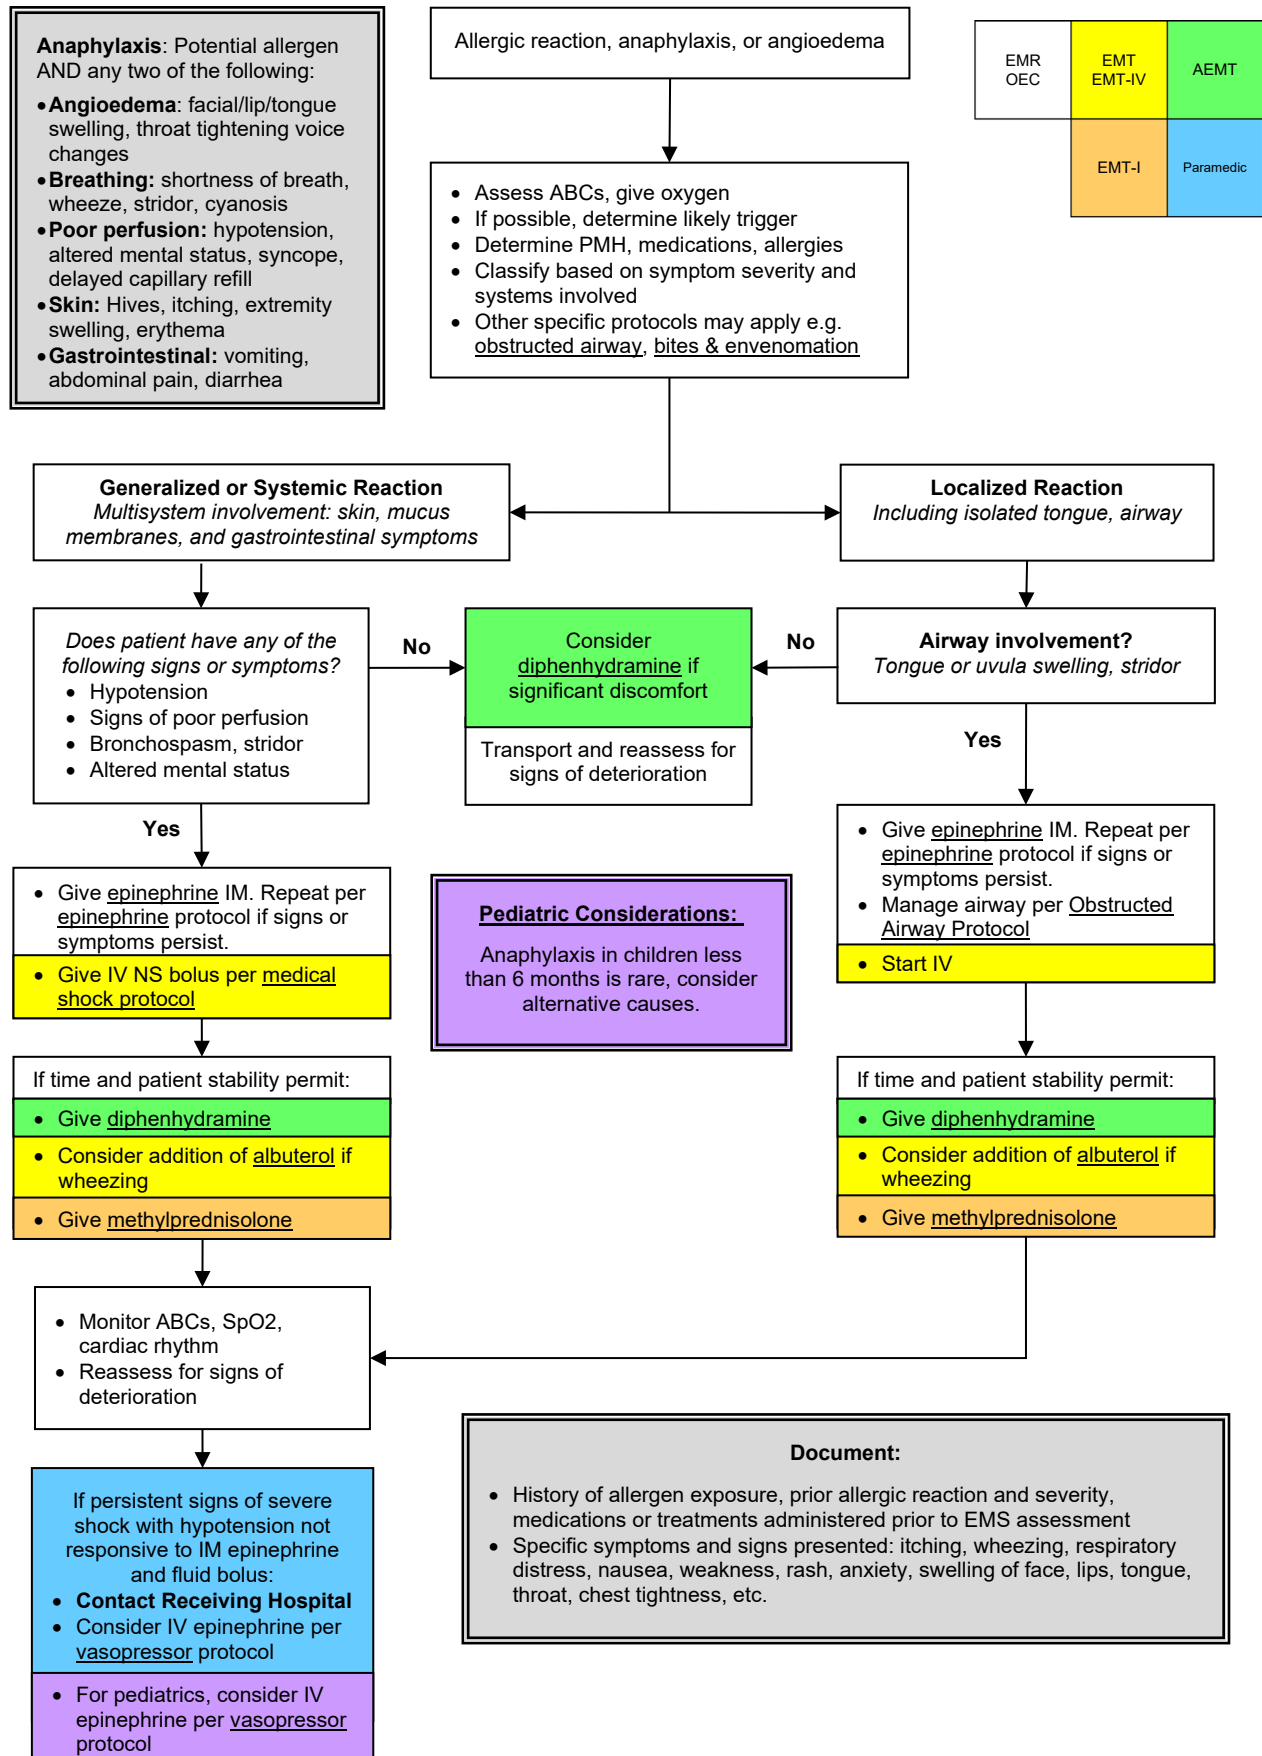 Anaphylaxis: Potential allergen
AND any two of the following:
• Angioedema: facial/lip/tongue
swelling, throat tightening voice
changes
• Breathing: shortness of breath,
wheeze, stridor, cyanosis
• Poor perfusion: hypotension,
altered mental status, syncope,
delayed capillary refill
• Skin: Hives, itching, extremity
swelling, erythema
• Gastrointestinal: vomiting,
abdominal pain, diarrhea
Allergic reaction, anaphylaxis, or angioedema
EMR
OEC
EMT
EMT-IV
AEMT
EMT-I
Paramedic
• Assess ABCs, give oxygen
• If possible, determine likely trigger
• Determine PMH, medications, allergies
• Classify based on symptom severity and
systems involved
• Other specific protocols may apply e.g.
obstructed airway, bites & envenomation
Generalized or Systemic Reaction
Multisystem involvement: skin, mucus
membranes, and gastrointestinal symptoms
Localized Reaction
Including isolated tongue, airway
Does patient have any of the
following signs or symptoms?
• Hypotension
• Signs of poor perfusion
• Bronchospasm, stridor
• Altered mental status
No
Consider
diphenhydramine if
significant discomfort
Transport and reassess for
signs of deterioration
No
Airway involvement?
Tongue or uvula swelling, stridor
Yes
Yes
• Give epinephrine IM. Repeat per
epinephrine protocol if signs or
symptoms persist.
• Give IV NS bolus per medical
shock protocol
Pediatric Considerations:
Anaphylaxis in children less
than 6 months is rare, consider
alternative causes.
• Give epinephrine IM. Repeat per
epinephrine protocol if signs or
symptoms persist.
• Manage airway per Obstructed
Airway Protocol
• Start IV
If time and patient stability permit:
• Give diphenhydramine
• Consider addition of albuterol if
wheezing
• Give methylprednisolone
If time and patient stability permit:
• Give diphenhydramine
• Consider addition of albuterol if
wheezing
• Give methylprednisolone
• Monitor ABCs, SpO2,
cardiac rhythm
• Reassess for signs of
deterioration
If persistent signs of severe
shock with hypotension not
responsive to IM epinephrine
and fluid bolus:
• Contact Receiving Hospital
• Consider IV epinephrine per
vasopressor protocol
• For pediatrics, consider IV
epinephrine per vasopressor
protocol
Document:
• History of allergen exposure, prior allergic reaction and severity,
medications or treatments administered prior to EMS assessment
• Specific symptoms and signs presented: itching, wheezing, respiratory
distress, nausea, weakness, rash, anxiety, swelling of face, lips, tongue,
throat, chest tightness, etc.